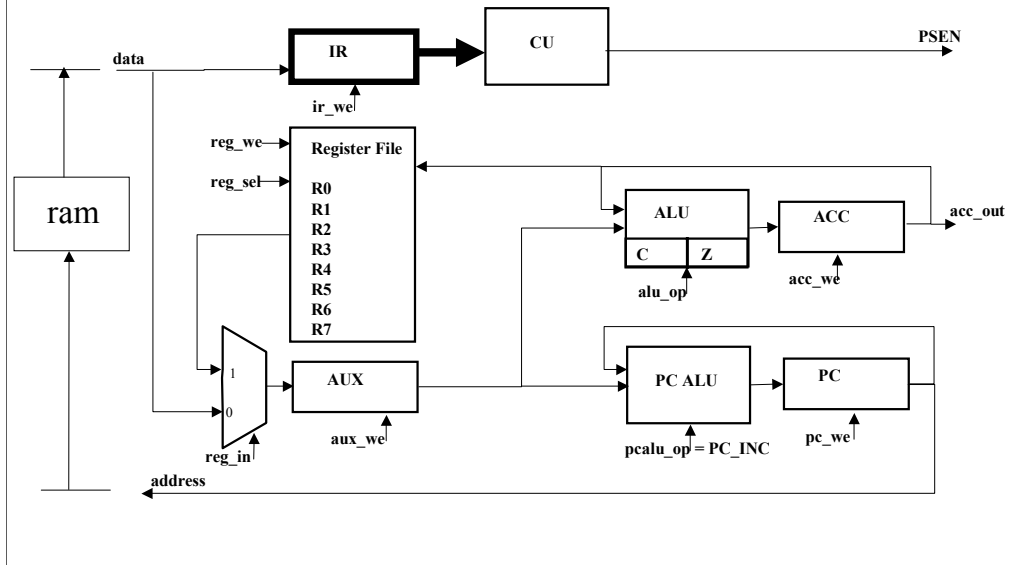 PSEN
IR
CU
data
ir_we
reg_we
Register File
reg_sel
R0
R1
R2
R3
R4
R5
R6
R7
ram
ALU
C
Z
alu_op
ACC
acc_we
acc_out
1
0
reg_in
AUX
aux_we
PC ALU
pcalu_op = PC_INC
PC
pc_we
address